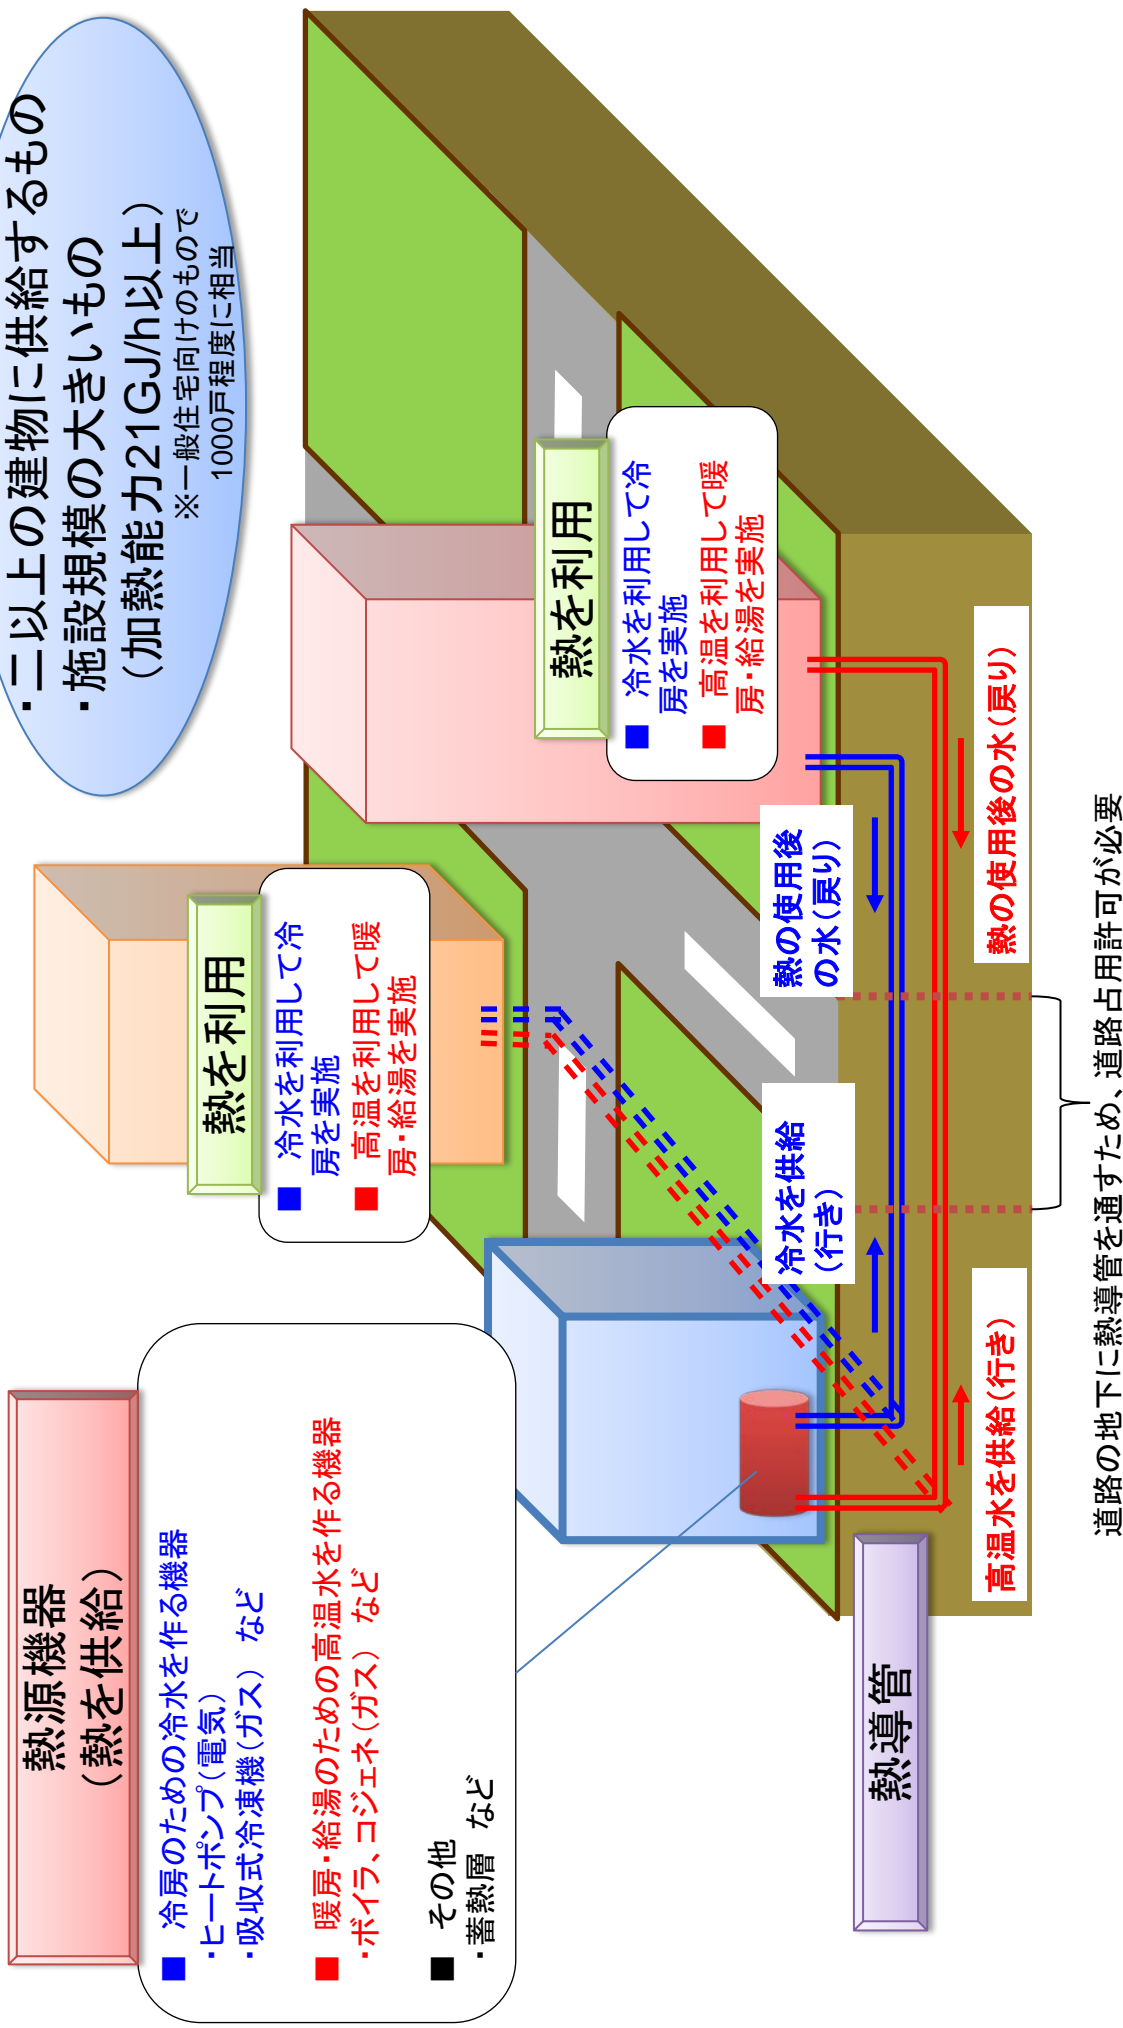 ・二以上の建物に供給するもの
・施設規模の大きいもの
（加熱能力21GJ/h以上）
※一般住宅向けのもので
1000戸程度に相当
熱源機器
（熱を供給）
■ 冷房のための冷水を作る機器
・ヒートポンプ（電気）
・吸収式冷凍機（ガス） など
■ 暖房・給湯のための高温水を作る機器
・ボイラ、コジェネ（ガス） など
■ その他
・蓄熱層 など
熱を利用
■ 冷水を利用して冷
房を実施
■ 高温を利用して暖
房・給湯を実施
熱を利用
■ 冷水を利用して冷
房を実施
■ 高温を利用して暖
房・給湯を実施
冷水を供給
（行き）
熱の使用後
の水（戻り）
高温水を供給（行き）
熱の使用後の水（戻り）
熱導管
道路の地下に熱導管を通すため、道路占用許可が必要